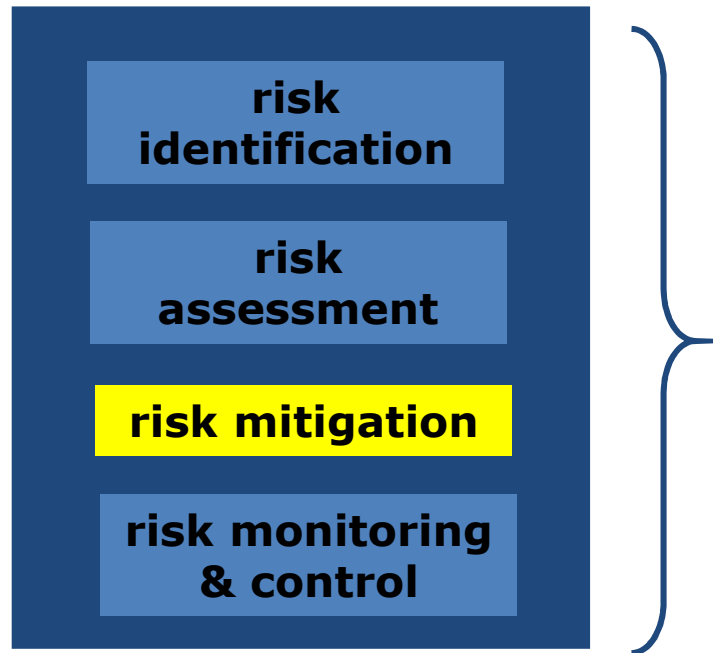 risk
identification
risk
assessment
risk mitigation
risk monitoring
& control